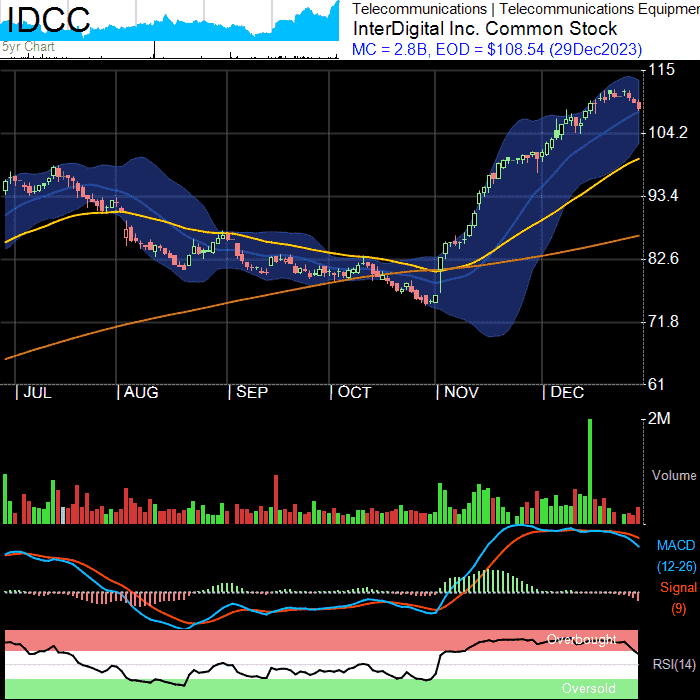 IDCC
5yr Chart
Telecommunications | Telecommunications Equipmer
InterDigital Inc. Common Stock
MC = 2.8B, EOD = $108.54 (29Dec2023)
115
104.2
93.4
82.6
71.8
61
|JUL |AUG |SEP |OCT |NOV |DEC
2M
Volume
MACD
(12-26)
Signal
(9)
Overbought
RSI(14)
Oversold